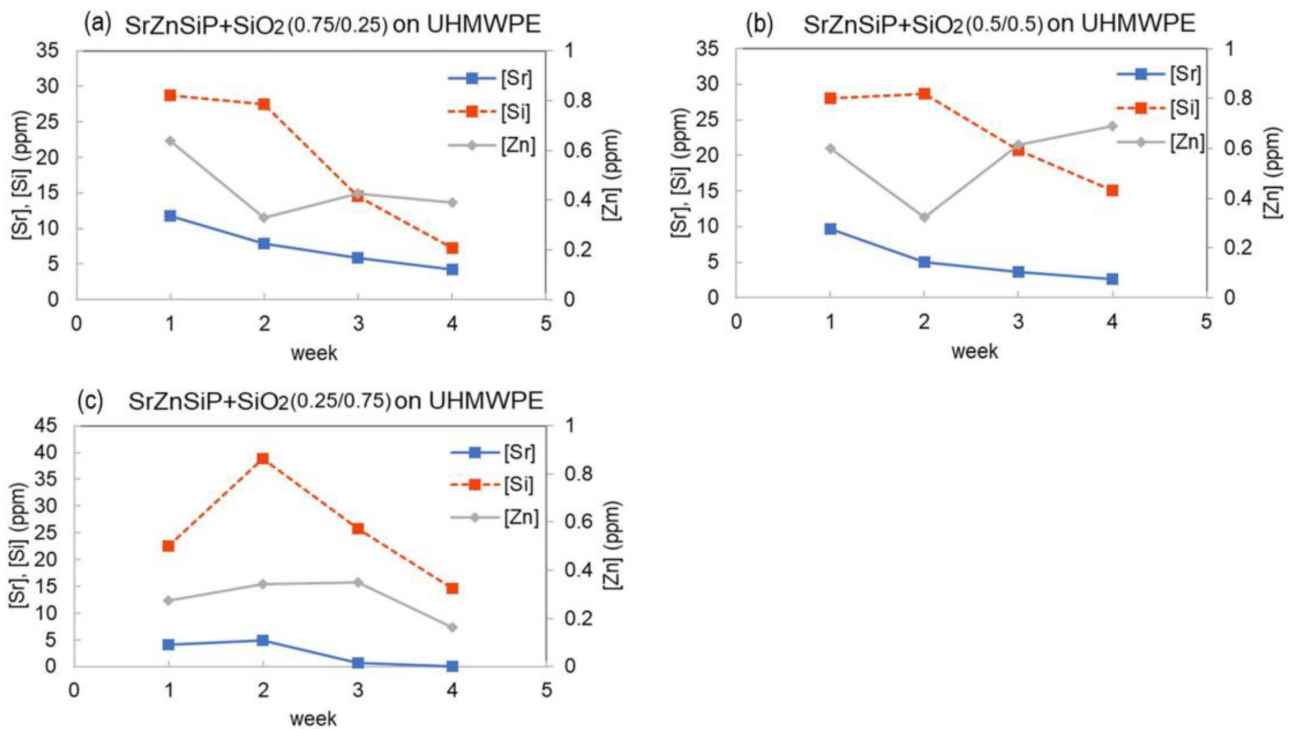 (a) SrZnSiP+SiO2(0.75/0.25) on UHMWPE
35
30
25
20
15
10
5
0
[Sr], [Si] (ppm)
[Sr]
[Si]
[Zn]
1
0.8
0.6
0.4
0.2
0
[Zn] (ppm)
0 1 2 3 4 5
week
(b) SrZnSiP+SiO2(0.5/0.5) on UHMWPE
35
30
25
20
15
10
5
0
[Sr], [Si] (ppm)
[Sr]
[Si]
[Zn]
1
0.8
0.6
0.4
0.2
0
[Zn] (ppm)
0 1 2 3 4 5
week
(c) SrZnSiP+SiO2(0.25/0.75) on UHMWPE
45
40
35
30
25
20
15
10
5
0
[Sr], [Si] (ppm)
[Sr]
[Si]
[Zn]
1
0.8
0.6
0.4
0.2
0
[Zn] (ppm)
0 1 2 3 4 5
week